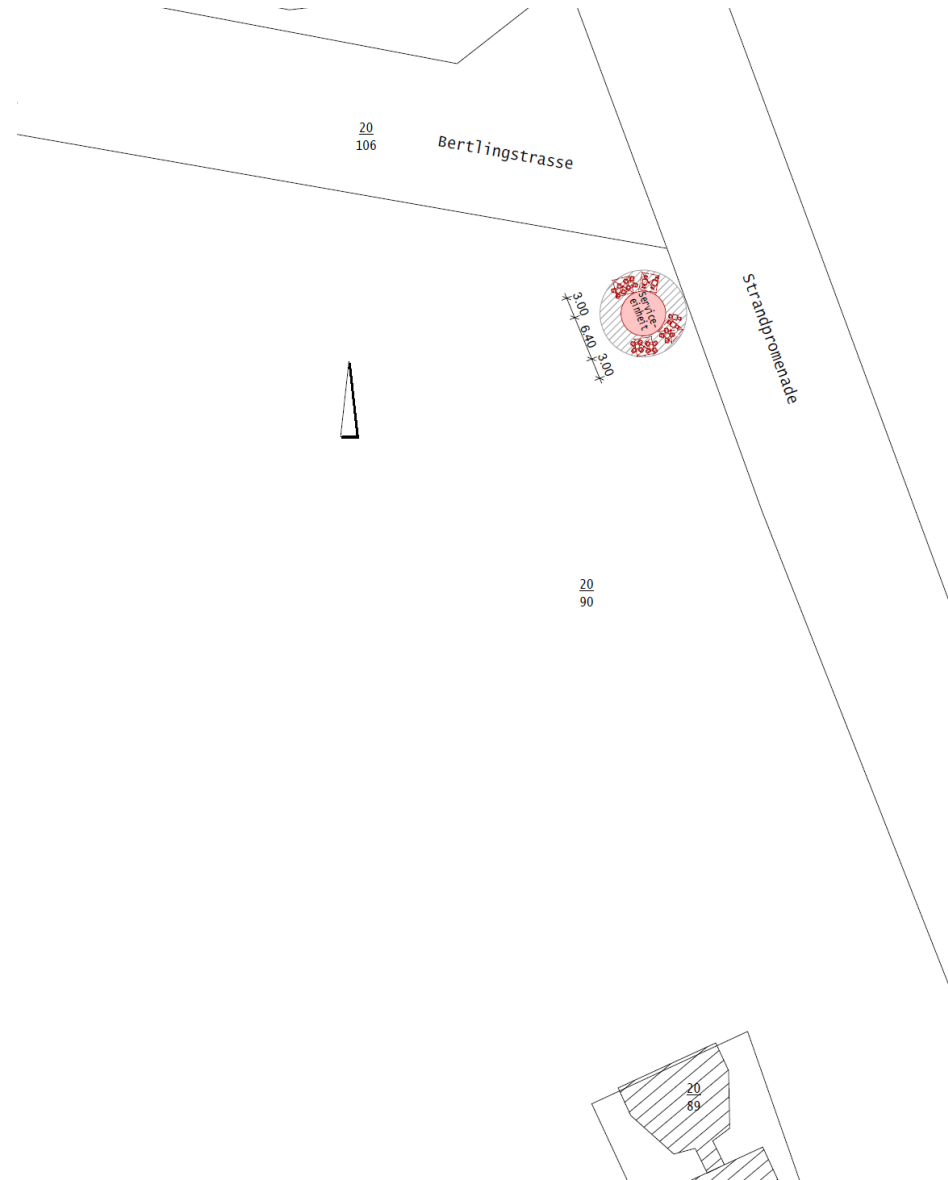 20
106
Bertlingstrasse
Strandpromenade
Service-
einheit
3.00
6.40
3.00
20
90
20
89